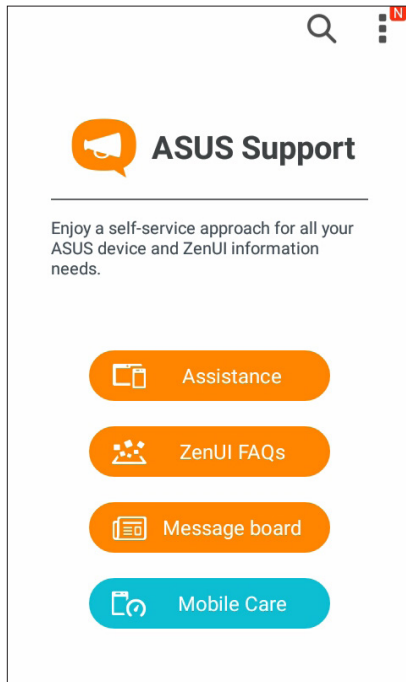 N
ASUS Support
Enjoy a self-service approach for all your
ASUS device and ZenUI information
needs.
Assistance
ZenUI FAQs
Message board
Mobile Care